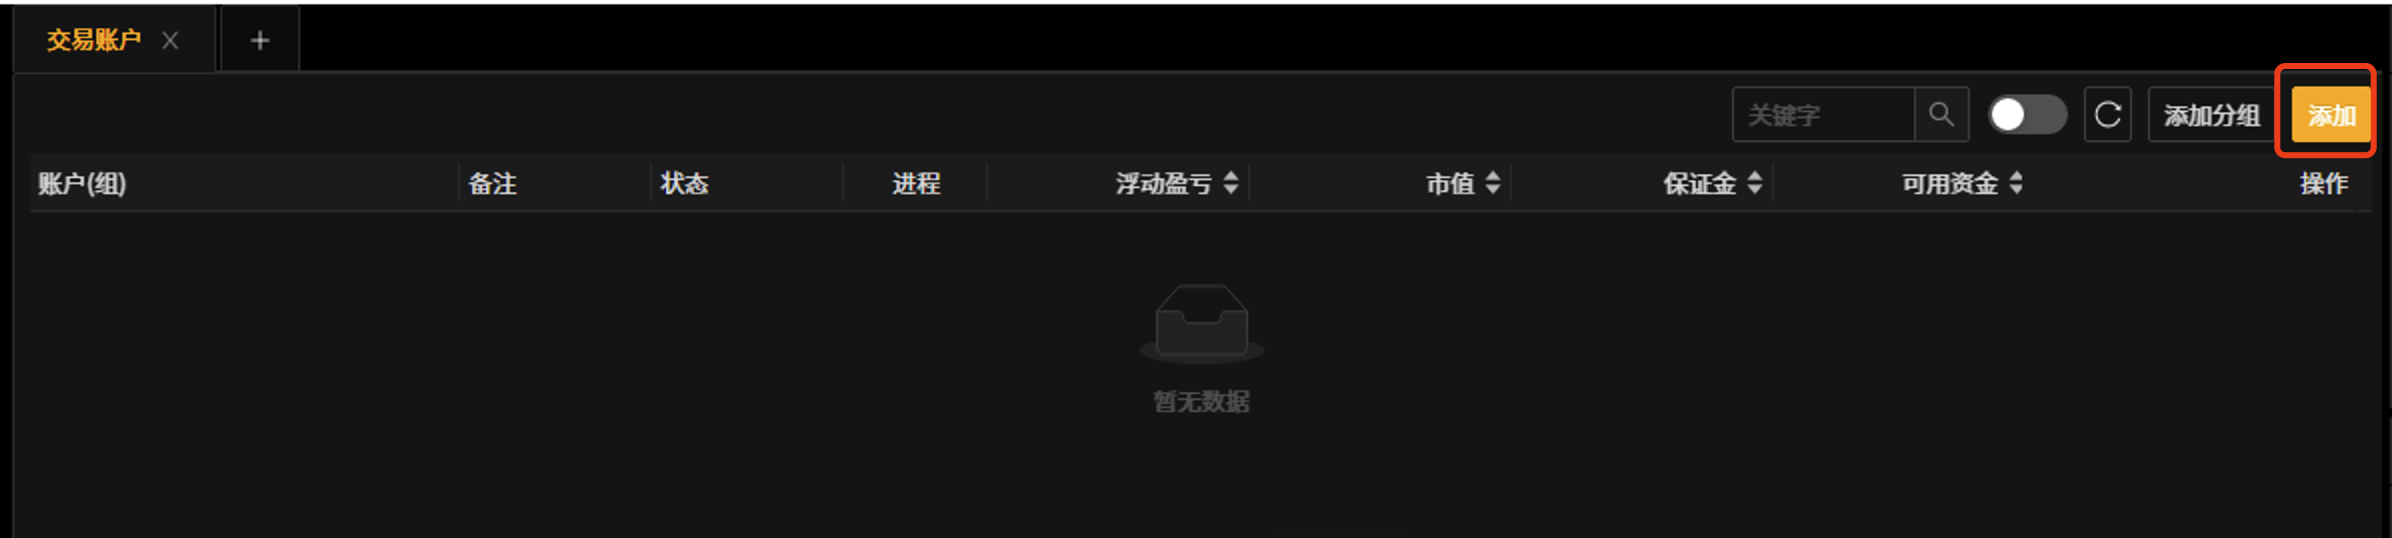 交易账户
关键字 添加分组 添加
账户(组) 备注 状态 进程 浮动盈亏 市值 保证金 可用资金 操作
暂无数据